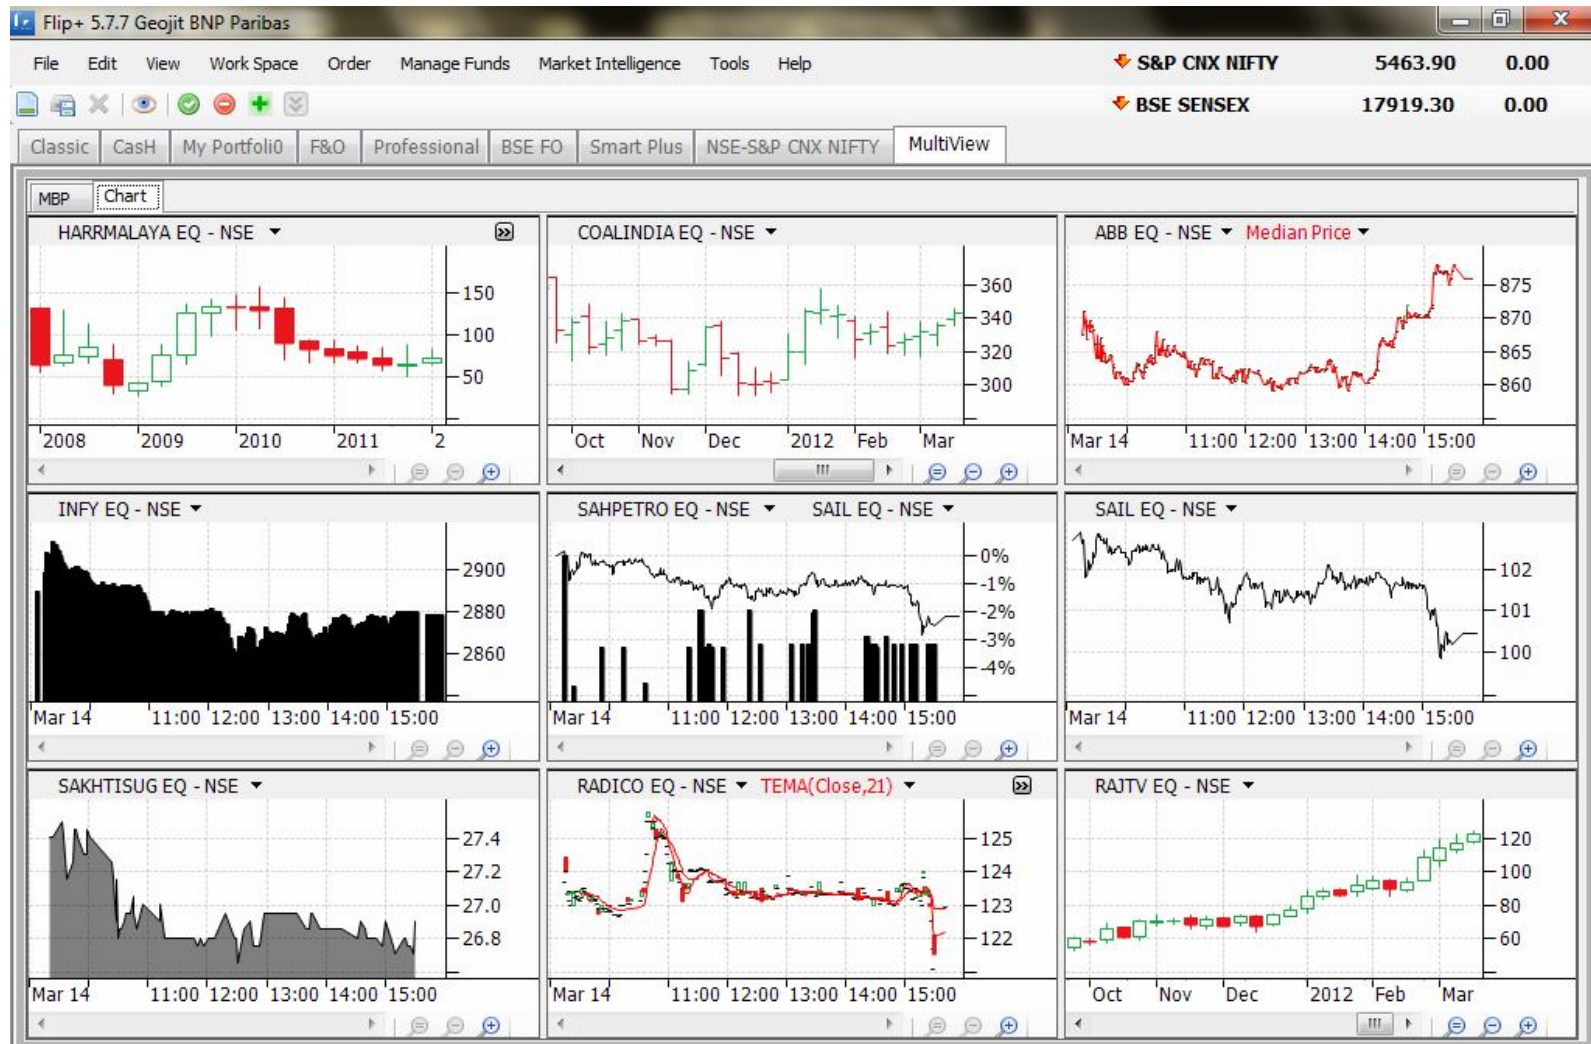 Flip+ 5.7.7 Geojit BNP Paribas
File Edit View Work Space Order Manage Funds Market Intelligence Tools Help
S&P CNX NIFTY 5463.90 0.00
BSE SENSEX 17919.30 0.00
Classic CasH My Portfoli0 F&O Professional BSE FO Smart Plus NSE-S&P CNX NIFTY MultiView
MBP Chart
HARRMALAYA EQ - NSE
150
100
50
2008 2009 2010 2011 2
COALINDIA EQ - NSE
360
340
320
300
Oct Nov Dec 2012 Feb Mar
ABB EQ - NSE Median Price
875
870
865
860
Mar 14 11:00 12:00 13:00 14:00 15:00
INFY EQ - NSE
2900
2880
2860
Mar 14 11:00 12:00 13:00 14:00 15:00
SAHPETRO EQ - NSE SAIL EQ - NSE
0%
-1%
-2%
-3%
-4%
Mar 14 11:00 12:00 13:00 14:00 15:00
SAIL EQ - NSE
102
101
100
Mar 14 11:00 12:00 13:00 14:00 15:00
SAKHTISUG EQ - NSE
27.4
27.2
27.0
26.8
Mar 14 11:00 12:00 13:00 14:00 15:00
RADICO EQ - NSE TEMA(Close,21)
125
124
123
122
Mar 14 11:00 12:00 13:00 14:00 15:00
RAJTV EQ - NSE
120
100
80
60
Oct Nov Dec 2012 Feb Mar